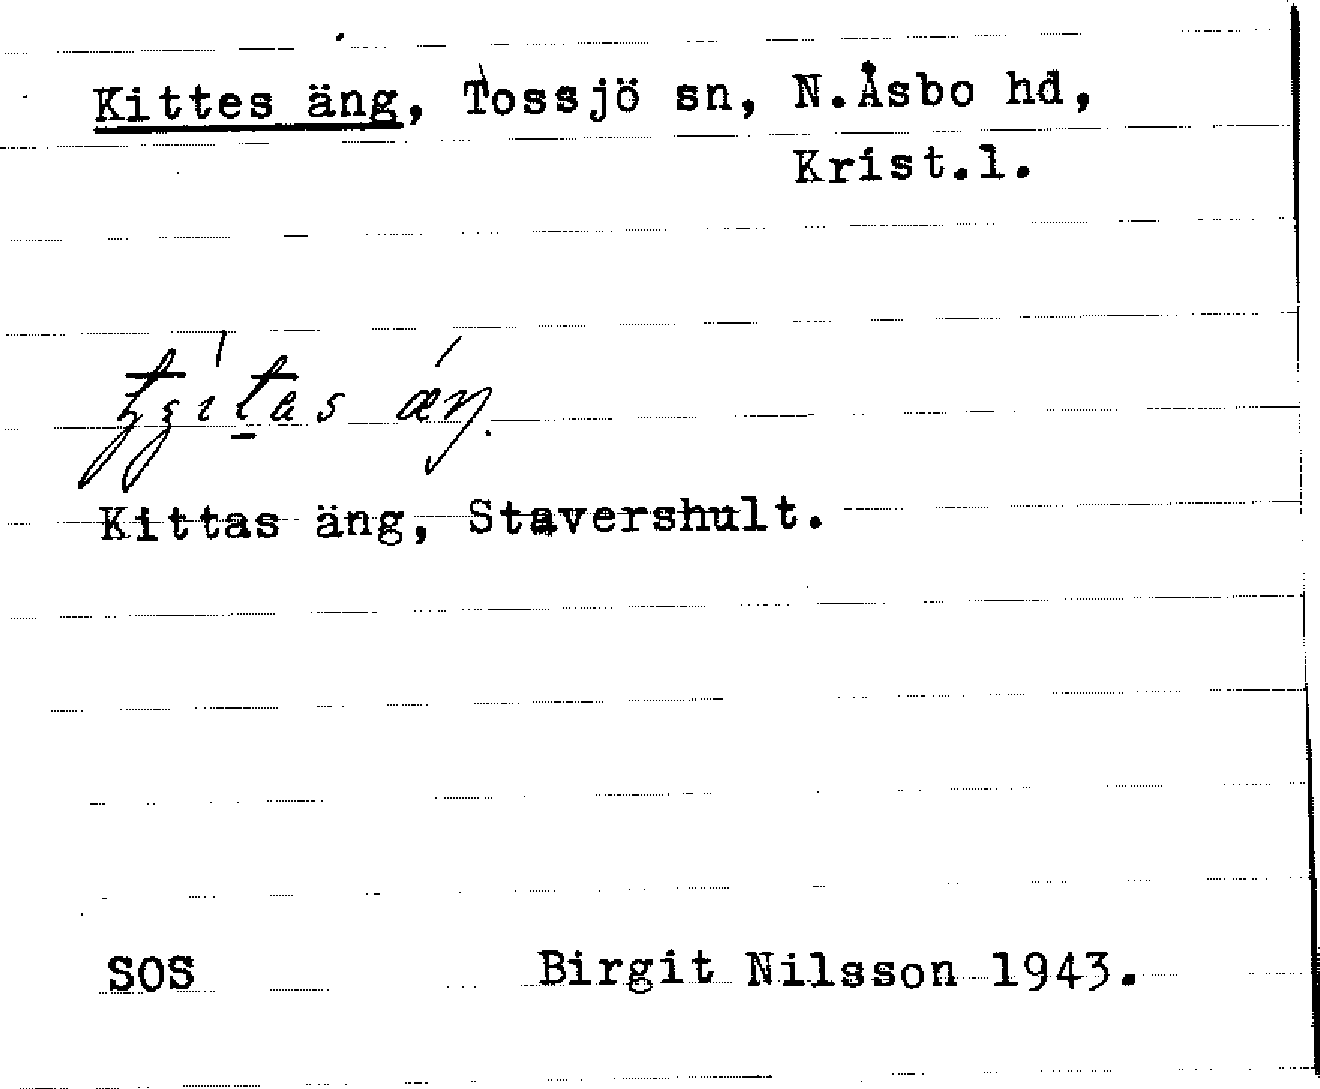 Kittes äng, Tossjö sn, N.Åsbo hd,
Krist.l.
Kittas äng, Stavershult.
SOS Birgit Nilsson 1943.